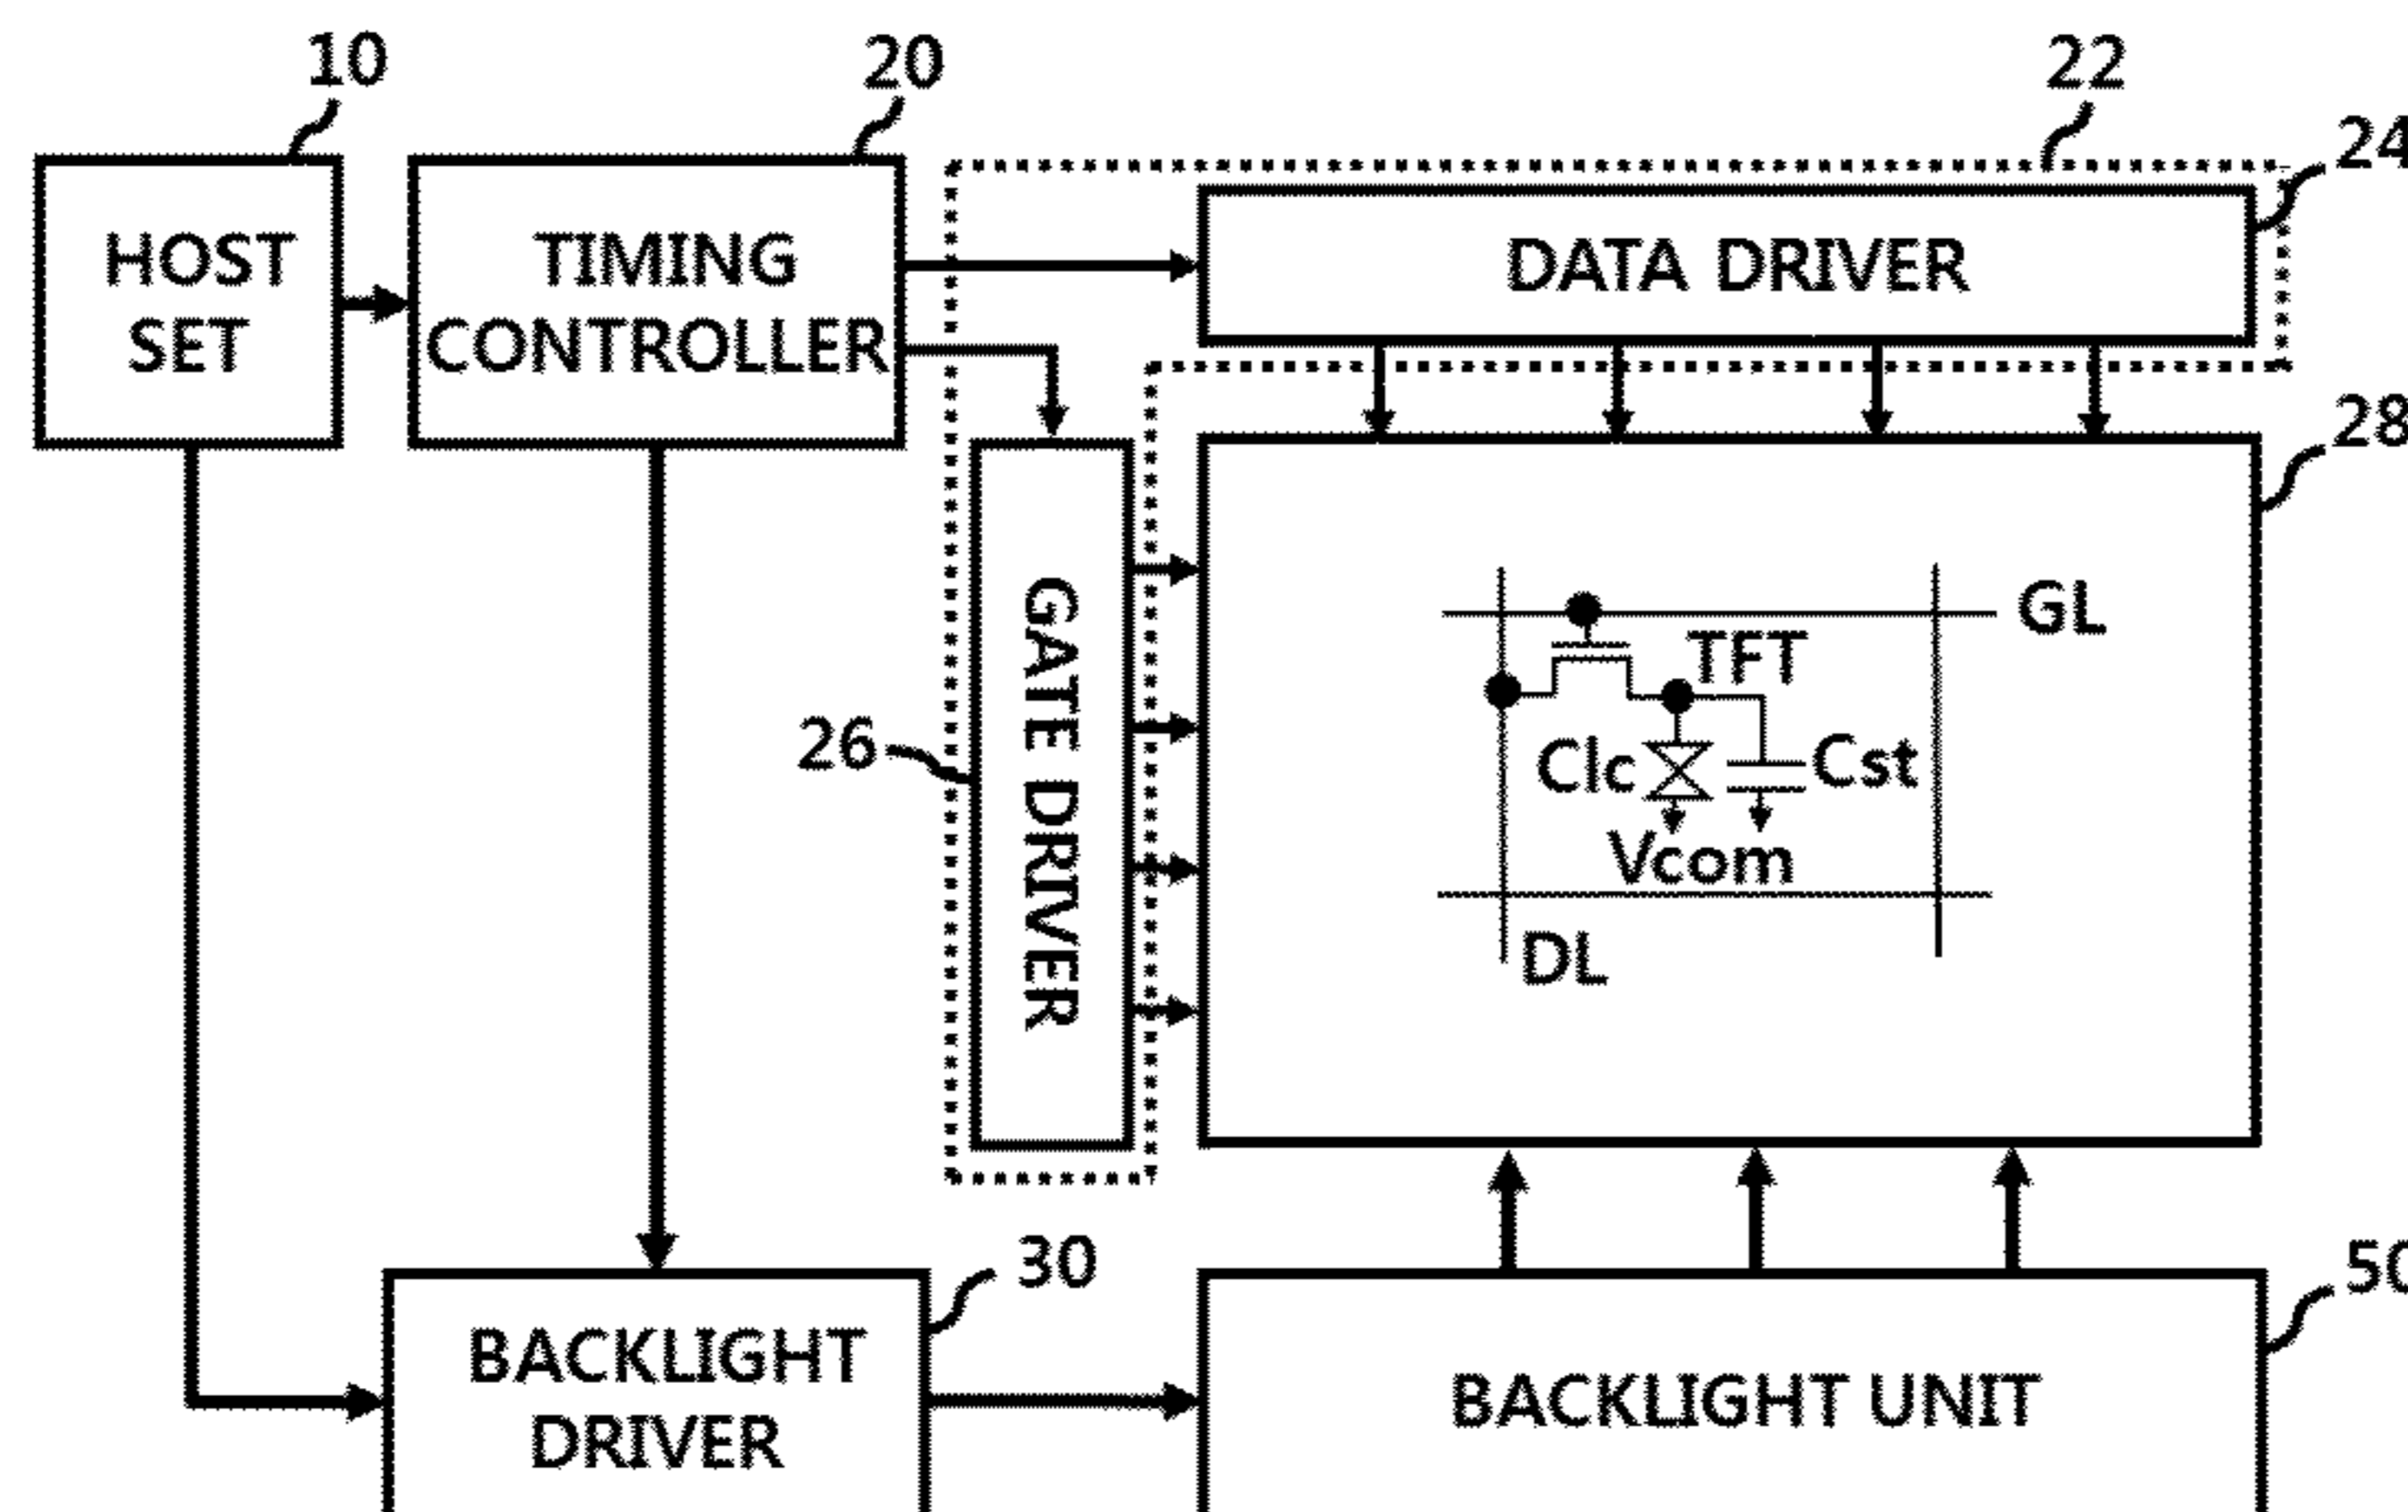 10
20
22
24
HOST
SET
TIMING
CONTROLLER
DATA DRIVER
28
GATE DRIVER
26
GL
TFT
Clc
Cst
Vcom
DL
30
50
BACKLIGHT
DRIVER
BACKLIGHT UNIT